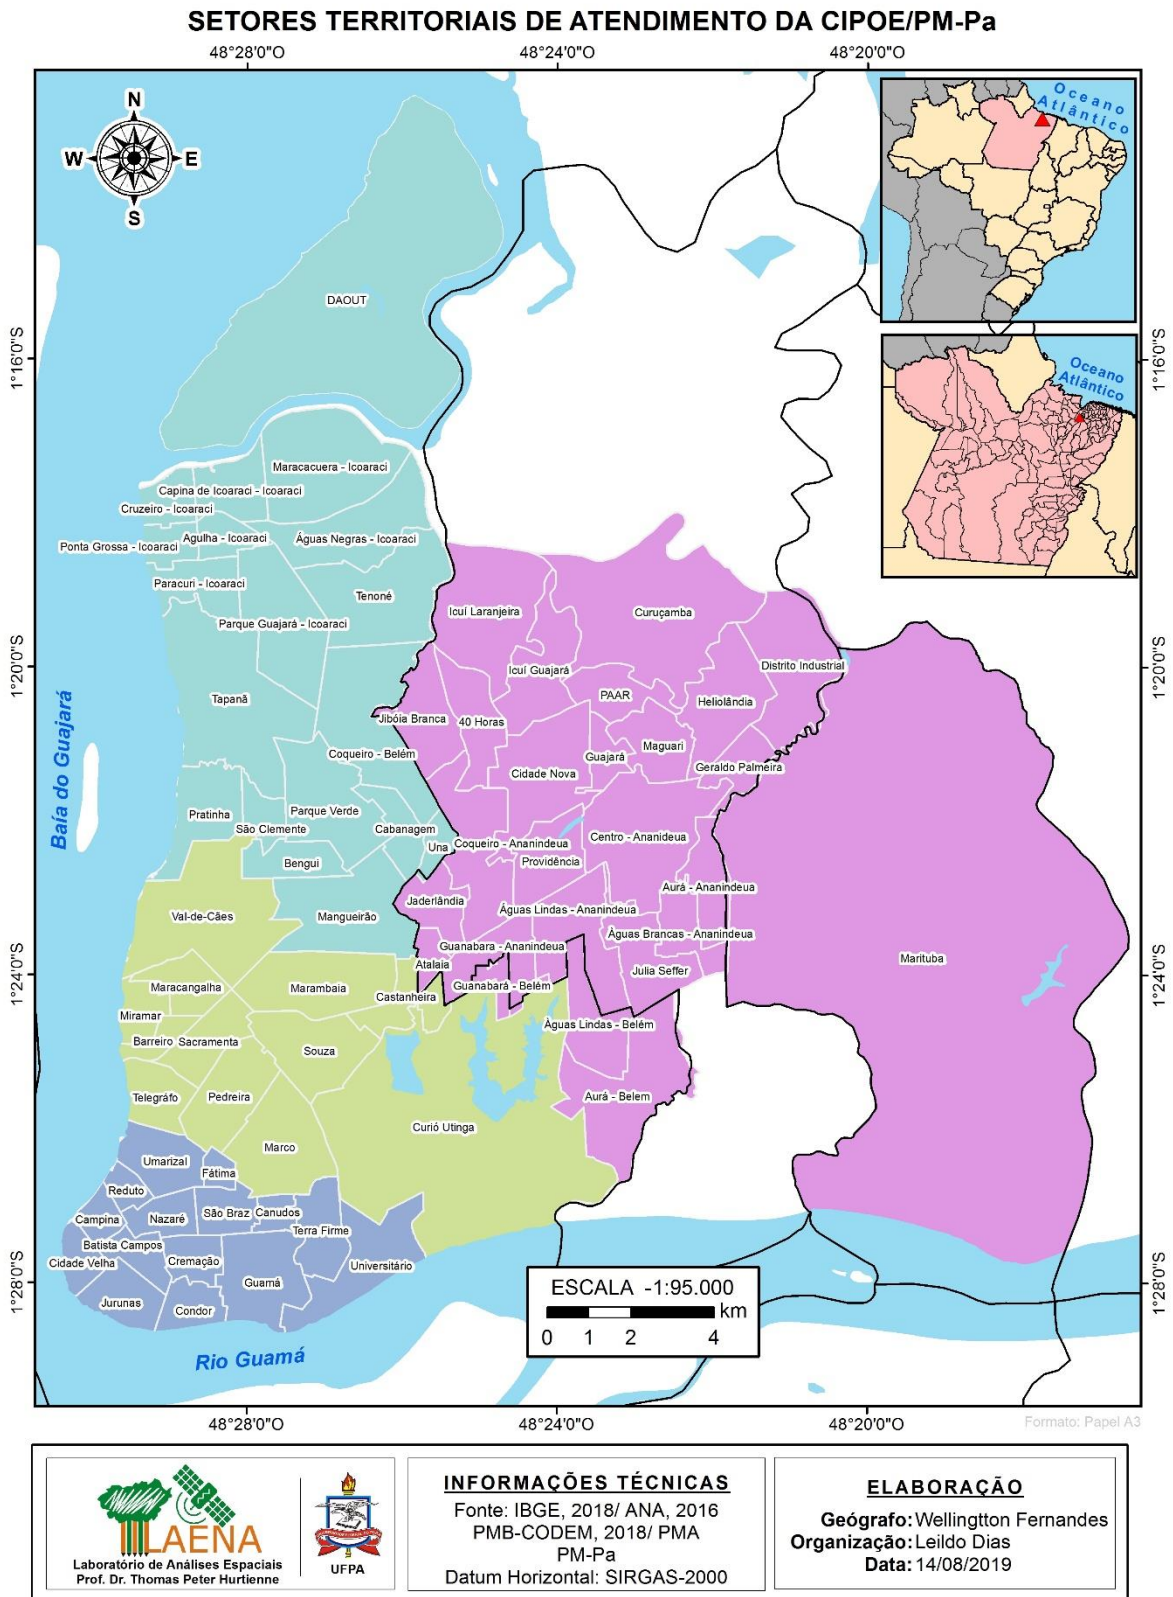 SETORES TERRITORIAIS DE ATENDIMENTO DA CIPOE/PM-Pa
48°28'0"O
48°24'0"O
48°20'0"O
N
W
E
S
Oceano
Atlântico
Oceano
Atlântico
1°16'0"S
1°16'0"S
1°20'0"S
1°20'0"S
1°24'0"S
1°24'0"S
1°28'0"S
1°28'0"S
Baía do Guajará
DAOUT
Maracacuera - Icoaraci
Capina de Icoaraci - Icoaraci
Cruzeiro - Icoaraci
Agulha - Icoaraci
Águas Negras - Icoaraci
Ponta Grossa - Icoaraci
Paracuri - Icoaraci
Tenoné
Parque Guajará - Icoaraci
Icuí Laranjeira
Curuçamba
Icuí Guajará
Distrito Industrial
Tapanã
PAAR
Heliolândia
Jibóia Branca
40 Horas
Maguari
Coqueiro - Belém
Guajará
Geraldo Palmeira
Cidade Nova
Pratinha
Parque Verde
São Clemente
Cabanagem
Una
Coqueiro - Ananindeua
Centro - Ananideua
Bengui
Providência
Aurá - Ananindeua
Jaderlândia
Val-de-Cães
Mangueirão
Águas Lindas - Ananindeua
Águas Brancas - Ananindeua
Guanabara - Ananindeua
Marituba
Atalaia
Julia Seffer
Maracangalha
Marambaia
Castanheira
Guanabará - Belém
Miramar
Águas Lindas - Belém
Barreiro
Sacramenta
Souza
Telegráfo
Pedreira
Aurá - Belem
Curió Utinga
Marco
Umarizal
Fátima
Reduto
Campina
Nazaré
São Braz
Canudos
Terra Firme
Batista Campos
Cidade Velha
Cremação
Universitário
Guamá
Jurunas
Condor
Rio Guamá
ESCALA -1:95.000
km
0 1 2 4
48°28'0"O
48°24'0"O
48°20'0"O
Formato: Papel A3
LAENA
Laboratório de Análises Espaciais
Prof. Dr. Thomas Peter Hurtienne
UFPA
INFORMAÇÕES TÉCNICAS
Fonte: IBGE, 2018/ ANA, 2016
PMB-CODEM, 2018/ PMA
PM-Pa
Datum Horizontal: SIRGAS-2000
ELABORAÇÃO
Geógrafo: Wellingtton Fernandes
Organização: Leildo Dias
Data: 14/08/2019